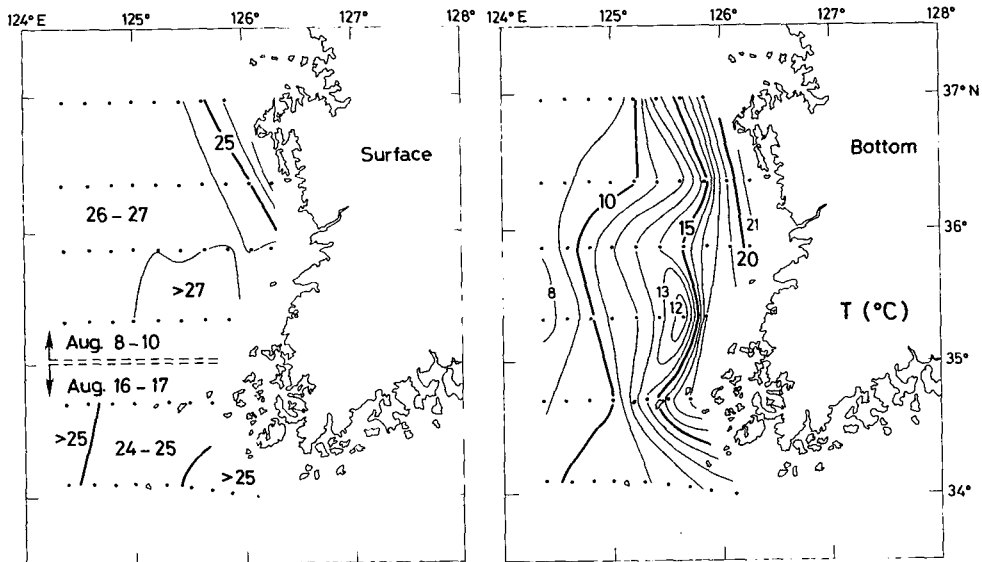 124°E 125° 126° 127° 128°
25
Surface
26 – 27
>27
Aug. 8 – 10
Aug. 16 – 17
>25
24 – 25
>25
124°E 125° 126° 127° 128°
37°N
Bottom
10
15
36°
21
20
8
13
12
T (°C)
35°
34°